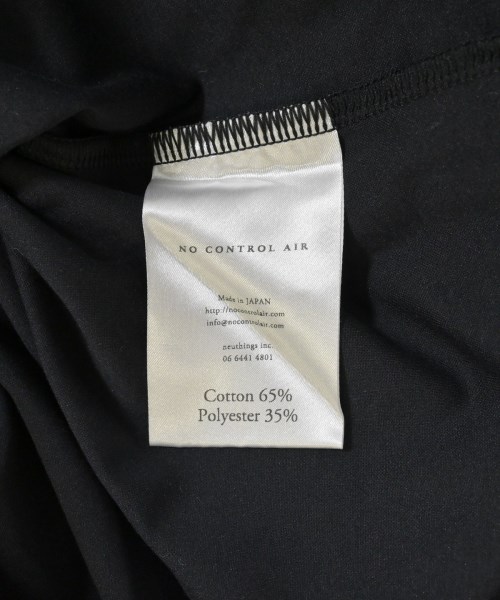 NO CONTROL AIR
Made in JAPAN
http://nocontrolair.com/
info@nocontrolair.com
neuthings inc.
06 6441 4801
Cotton 65%
Polyester 35%